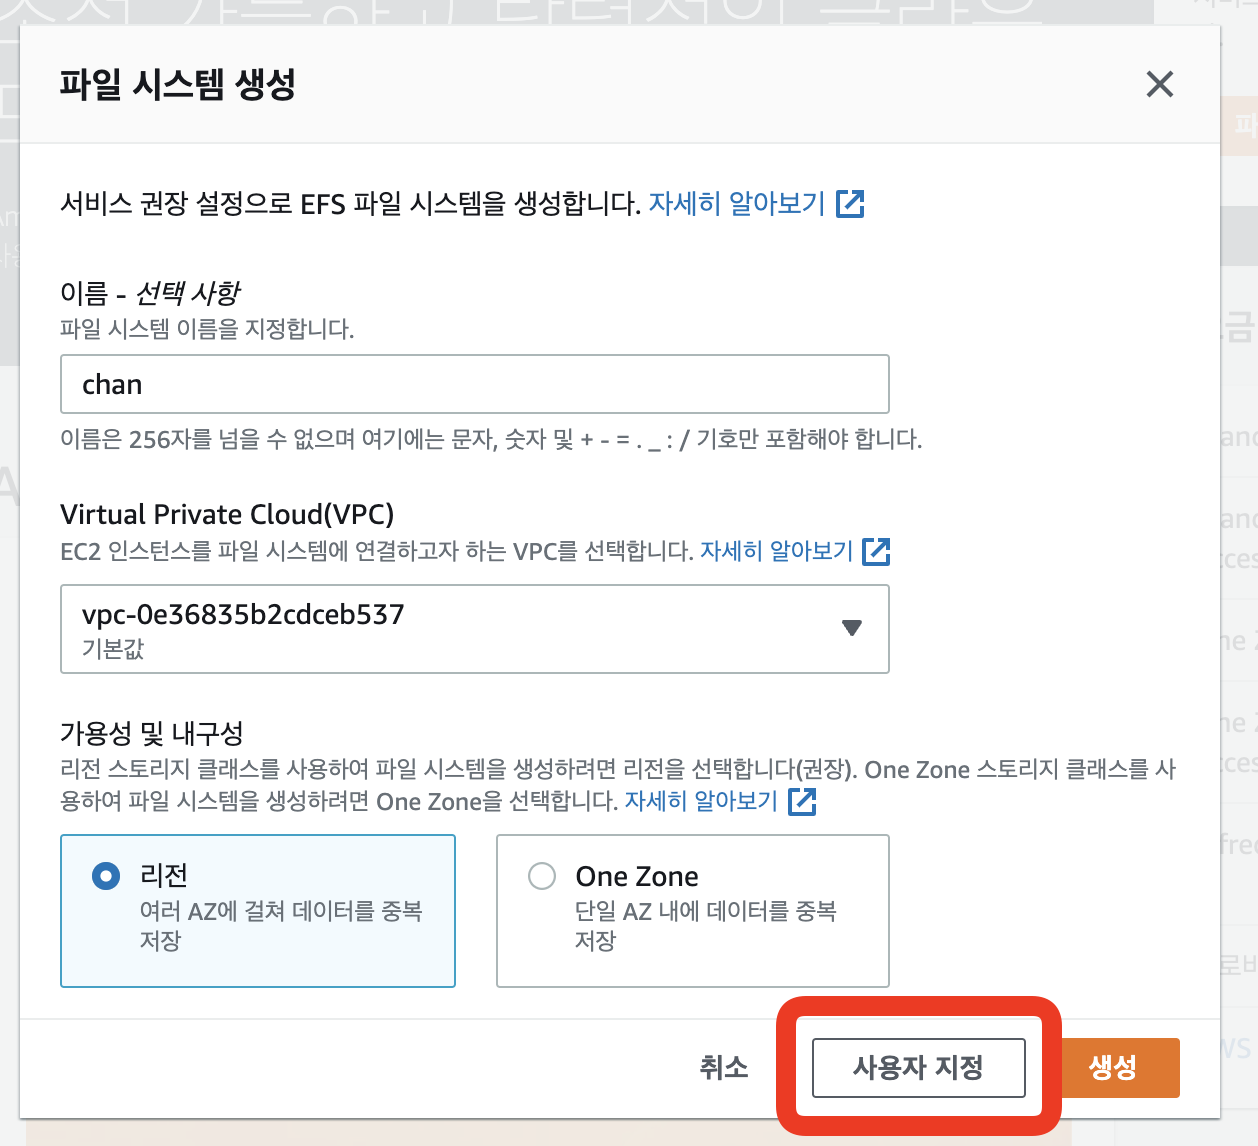 파일 시스템 생성
서비스 권장 설정으로 EFS 파일 시스템을 생성합니다. 자세히 알아보기
이름 - 선택 사항
파일 시스템 이름을 지정합니다.
chan
이름은 256자를 넘을 수 없으며 여기에는 문자, 숫자 및 + - = . _ : / 기호만 포함해야 합니다.
Virtual Private Cloud(VPC)
EC2 인스턴스를 파일 시스템에 연결하고자 하는 VPC를 선택합니다. 자세히 알아보기
vpc-0e36835b2cdceb537
기본값
가용성 및 내구성
리전 스토리지 클래스를 사용하여 파일 시스템을 생성하려면 리전을 선택합니다(권장). One Zone 스토리지 클래스를 사
용하여 파일 시스템을 생성하려면 One Zone을 선택합니다. 자세히 알아보기
리전
여러 AZ에 걸쳐 데이터를 중복
저장
One Zone
단일 AZ 내에 데이터를 중복
저장
취소
사용자 지정
생성